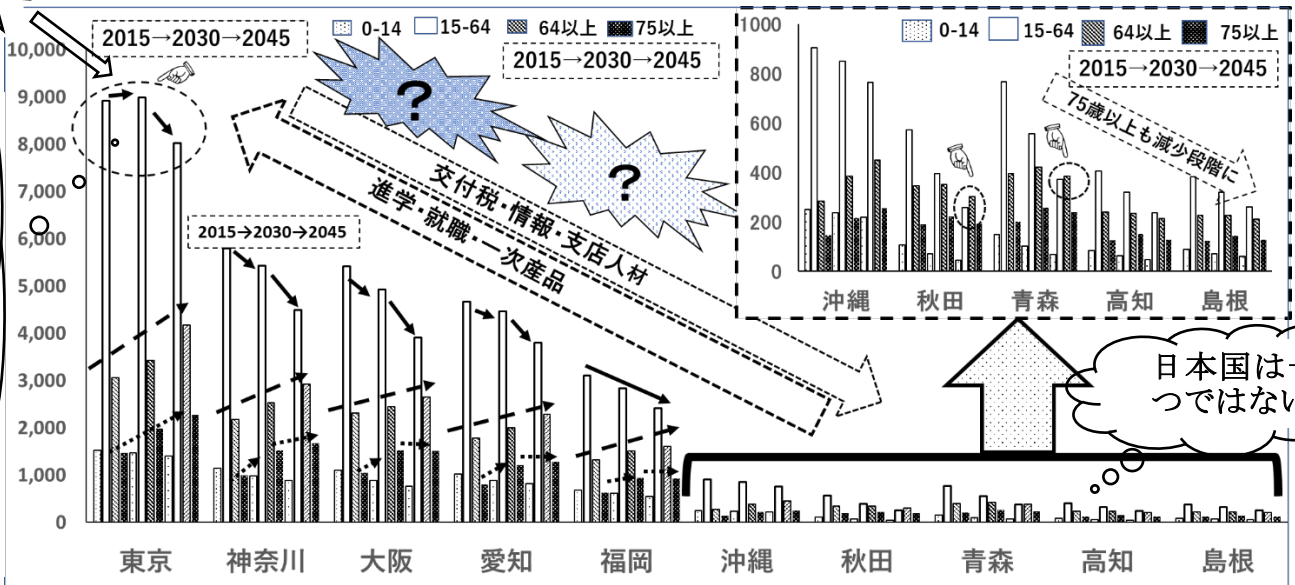 2015→2030→2045
0-14 15-64 64以上 75以上
2015→2030→2045
10,000
9,000
8,000
7,000
6,000
5,000
4,000
3,000
2,000
1,000
0
2015→2030→2045
?
?
交付税・情報・支店人材
進学・就職・一次産品
東京 神奈川 大阪 愛知 福岡 沖縄 秋田 青森 高知 島根
0-14 15-64 64以上 75以上
2015→2030→2045
75歳以上も減少段階に
1000
800
600
400
200
0
沖縄 秋田 青森 高知 島根
日本国は一
つではない